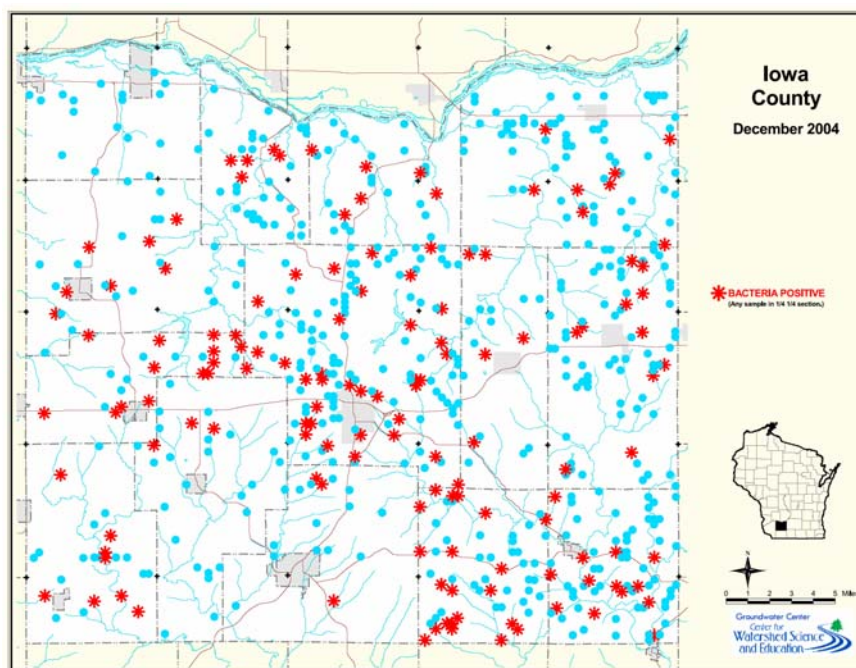 Iowa
County
December 2004
BACTERIA POSITIVE
(Any sample in 1/4 1/4 section.)
N
0 1 2 3 4 5 Miles
Groundwater Center
Center for
Watershed Science
and Education